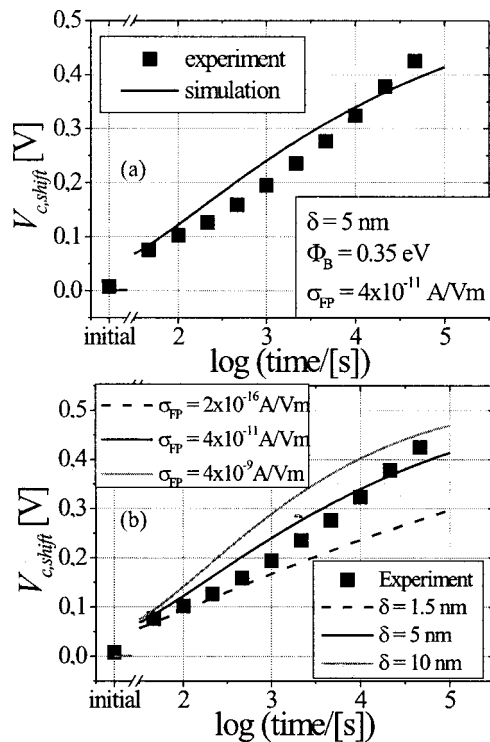 (a)
experiment
simulation
V_c,shift [V]
0.5
0.4
0.3
0.2
0.1
0.0
δ = 5 nm
Φ_B = 0.35 eV
σ_FP = 4x10^-11 A/Vm
initial 2 3 4 5
log (time/[s])
(b)
σ_FP = 2x10^-16 A/Vm
σ_FP = 4x10^-11 A/Vm
σ_FP = 4x10^-9 A/Vm
V_c,shift [V]
0.5
0.4
0.3
0.2
0.1
0.0
Experiment
δ = 1.5 nm
δ = 5 nm
δ = 10 nm
initial 2 3 4 5
log (time/[s])